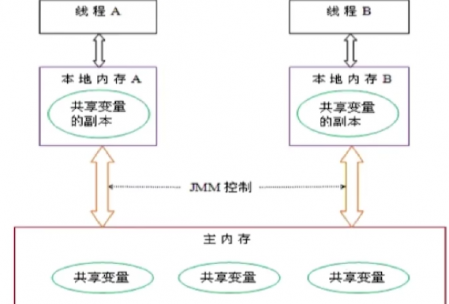 线程 A
线程 B
本地内存 A
本地内存 B
共享变量
的副本
共享变量
的副本
JMM 控制
主内存
共享变量
共享变量
共享变量